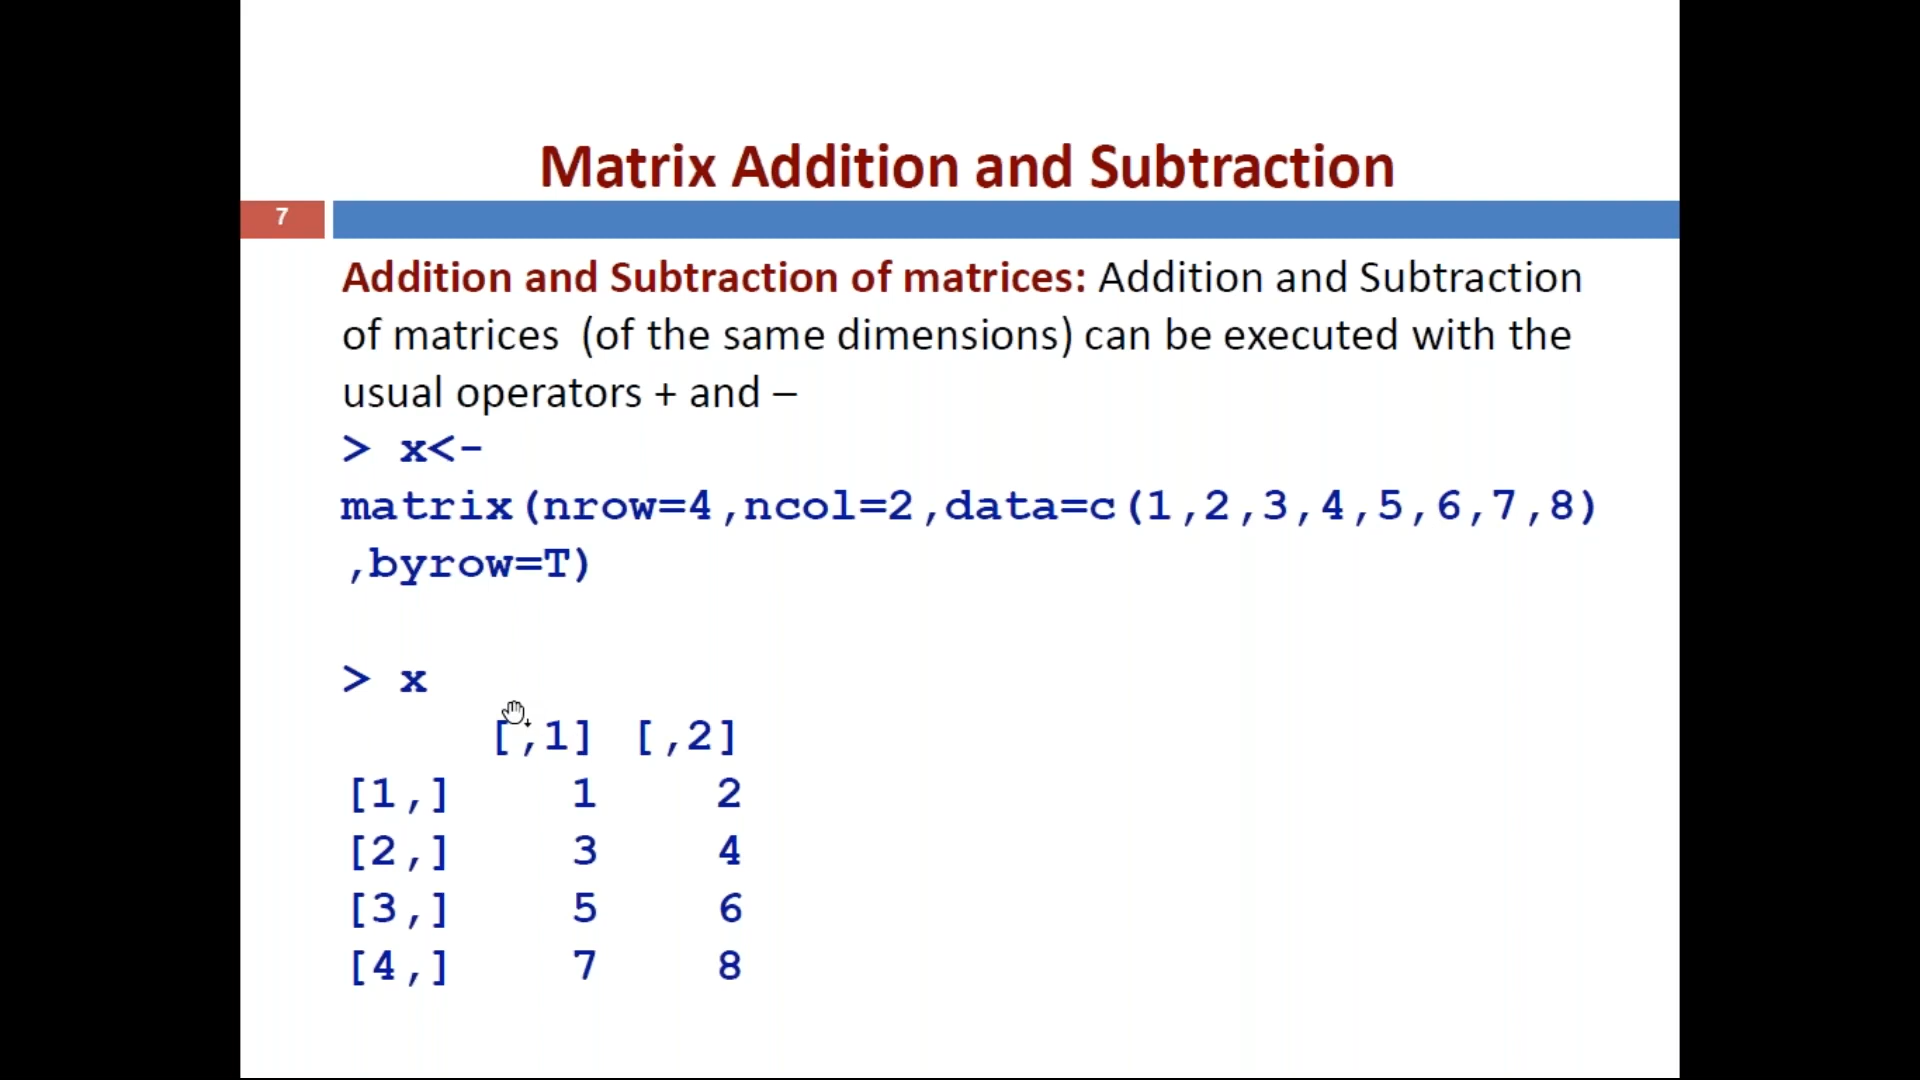 Matrix Addition and Subtraction
7
Addition and Subtraction of matrices: Addition and Subtraction
of matrices (of the same dimensions) can be executed with the
usual operators + and –
> x<-
matrix(nrow=4,ncol=2,data=c(1,2,3,4,5,6,7,8)
,byrow=T)
> x
[,1] [,2]
[1,] 1 2
[2,] 3 4
[3,] 5 6
[4,] 7 8